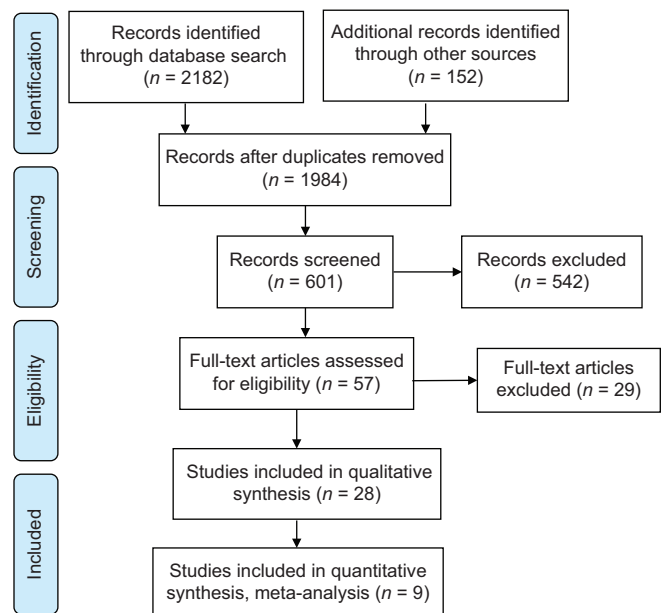 Identification
Records identified
through database search
(n = 2182)
Additional records identified
through other sources
(n = 152)
Records after duplicates removed
(n = 1984)
Screening
Records screened
(n = 601)
Records excluded
(n = 542)
Eligibility
Full-text articles assessed
for eligibility (n = 57)
Full-text articles
excluded (n = 29)
Studies included in qualitative
synthesis (n = 28)
Included
Studies included in quantitative
synthesis, meta-analysis (n = 9)